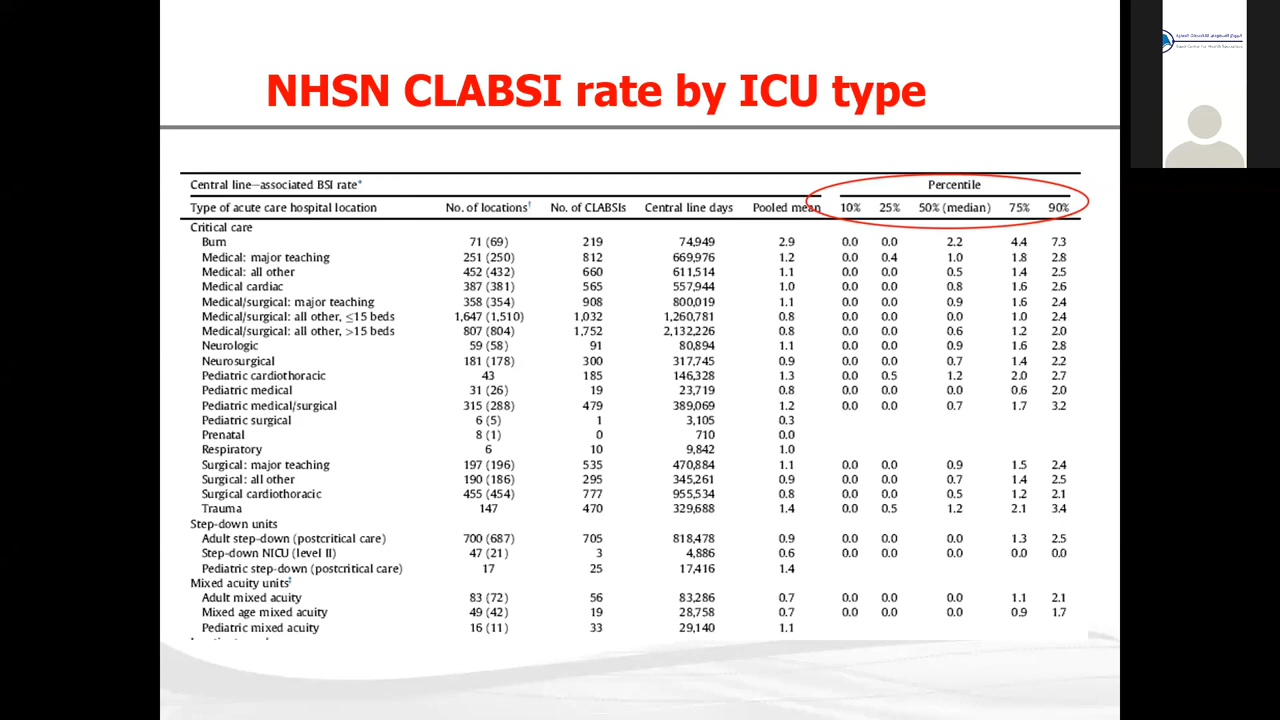 NHSN CLABSI rate by ICU type
Central line–associated BSI rate* Percentile
Type of acute care hospital location No. of locations† No. of CLABSIs Central line days Pooled mean 10% 25% 50% (median) 75% 90%
Critical care
Burn 71 (69) 219 74,949 2.9 0.0 0.0 2.2 4.4 7.3
Medical: major teaching 251 (250) 812 669,976 1.2 0.0 0.4 1.0 1.8 2.8
Medical: all other 452 (432) 660 611,514 1.1 0.0 0.0 0.5 1.4 2.5
Medical cardiac 387 (381) 565 557,944 1.0 0.0 0.0 0.8 1.6 2.6
Medical/surgical: major teaching 358 (354) 908 800,019 1.1 0.0 0.0 0.9 1.6 2.4
Medical/surgical: all other, ≤15 beds 1,647 (1,510) 1,032 1,260,781 0.8 0.0 0.0 0.0 1.0 2.4
Medical/surgical: all other, >15 beds 807 (804) 1,752 2,132,226 0.8 0.0 0.0 0.6 1.2 2.0
Neurologic 59 (58) 91 80,894 1.1 0.0 0.0 0.9 1.6 2.8
Neurosurgical 181 (178) 300 317,745 0.9 0.0 0.0 0.7 1.4 2.2
Pediatric cardiothoracic 43 185 146,328 1.3 0.0 0.5 1.2 2.0 2.7
Pediatric medical 31 (26) 19 23,719 0.8 0.0 0.0 0.0 0.6 2.0
Pediatric medical/surgical 315 (288) 479 389,069 1.2 0.0 0.0 0.7 1.7 3.2
Pediatric surgical 6 (5) 1 3,105 0.3
Prenatal 8 (1) 0 710 0.0
Respiratory 6 10 9,842 1.0
Surgical: major teaching 197 (196) 535 470,884 1.1 0.0 0.0 0.9 1.5 2.4
Surgical: all other 190 (186) 295 345,261 0.9 0.0 0.0 0.7 1.4 2.5
Surgical cardiothoracic 455 (454) 777 955,534 0.8 0.0 0.0 0.5 1.2 2.1
Trauma 147 470 329,688 1.4 0.0 0.5 1.2 2.1 3.4
Step-down units
Adult step-down (postcritical care) 700 (687) 705 818,478 0.9 0.0 0.0 0.0 1.3 2.5
Step-down NICU (level II) 47 (21) 3 4,886 0.6 0.0 0.0 0.0 0.0 0.0
Pediatric step-down (postcritical care) 17 25 17,416 1.4
Mixed acuity units‡
Adult mixed acuity 83 (72) 56 83,286 0.7 0.0 0.0 0.0 1.1 2.1
Mixed age mixed acuity 49 (42) 19 28,758 0.7 0.0 0.0 0.0 0.9 1.7
Pediatric mixed acuity 16 (11) 33 29,140 1.1